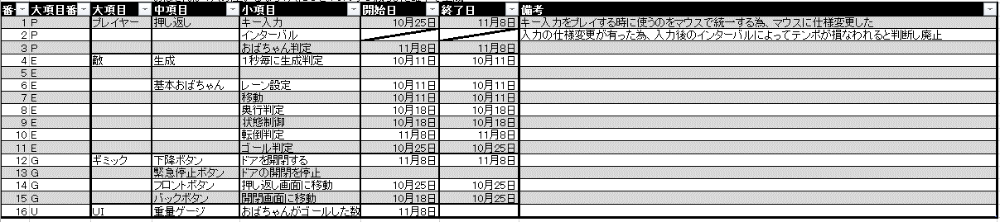 番 大項目番 大項目 中項目 小項目 開始日 終了日 備考
1 P プレイヤー 押し返し キー入力 10月25日 11月8日 キー入力をプレイする時に使うのをマウスで統一する為、マウスに仕様変更した
2 P インターバル 入力の仕様変更が有った為、入力後のインターバルによってテンポが損なわれると判断し廃止
3 P おばちゃん判定 11月8日 11月8日
4 E 敵 生成 1秒毎に生成判定 10月11日 10月11日
5 E
6 E 基本おばちゃん レーン設定 10月11日 10月11日
7 E 移動 10月11日 10月11日
8 E 奥行判定 10月18日 10月18日
9 E 状態制御 10月18日 10月18日
10 E 転倒判定 11月8日 11月8日
11 E ゴール判定 10月25日 10月25日
12 G ギミック 下降ボタン ドアを開閉する 11月8日 11月8日
13 G 緊急停止ボタン ドアの開閉を停止
14 G フロントボタン 押し返し画面に移動 10月25日 10月25日
15 G バックボタン 開閉画面に移動 10月18日 10月25日
16 U UI 重量ゲージ おばちゃんがゴールした数 11月8日